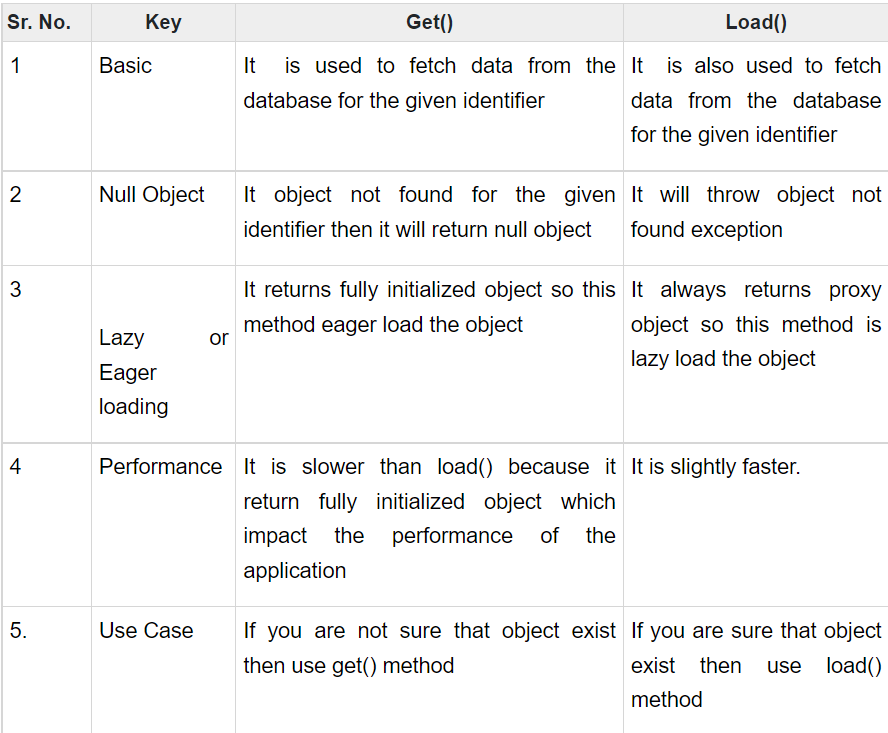 Sr. No. Key Get() Load()
1 Basic It is used to fetch data from the
database for the given identifier
It is also used to fetch
data from the database
for the given identifier
2 Null Object It object not found for the given
identifier then it will return null object
It will throw object not
found exception
3
Lazy or
Eager
loading
It returns fully initialized object so this
method eager load the object
It always returns proxy
object so this method is
lazy load the object
4 Performance It is slower than load() because it
return fully initialized object which
impact the performance of the
application
It is slightly faster.
5. Use Case If you are not sure that object exist
then use get() method
If you are sure that object
exist then use load()
method